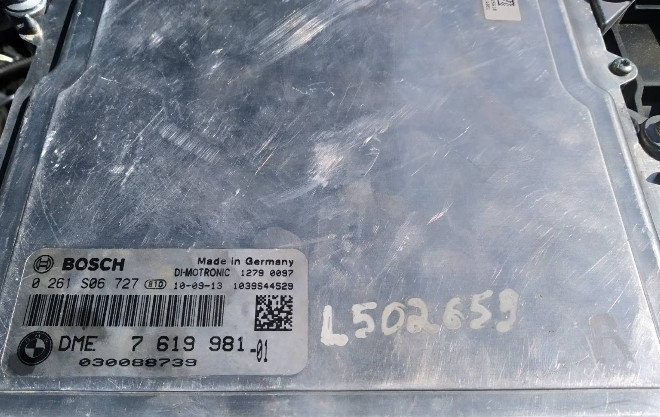 BOSCH Made in Germany
DI-MOTRONIC 1279 0097
0 261 S06 727 810 10-09-13 1039S44529
DME 7 619 981-01
030088739
L502659